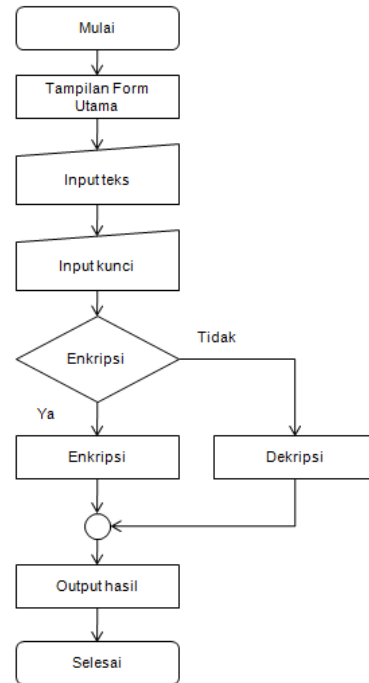 Mulai
Tampilan Form
Utama
Input teks
Input kunci
Enkripsi
Tidak
Ya
Enkripsi
Dekripsi
Output hasil
Selesai